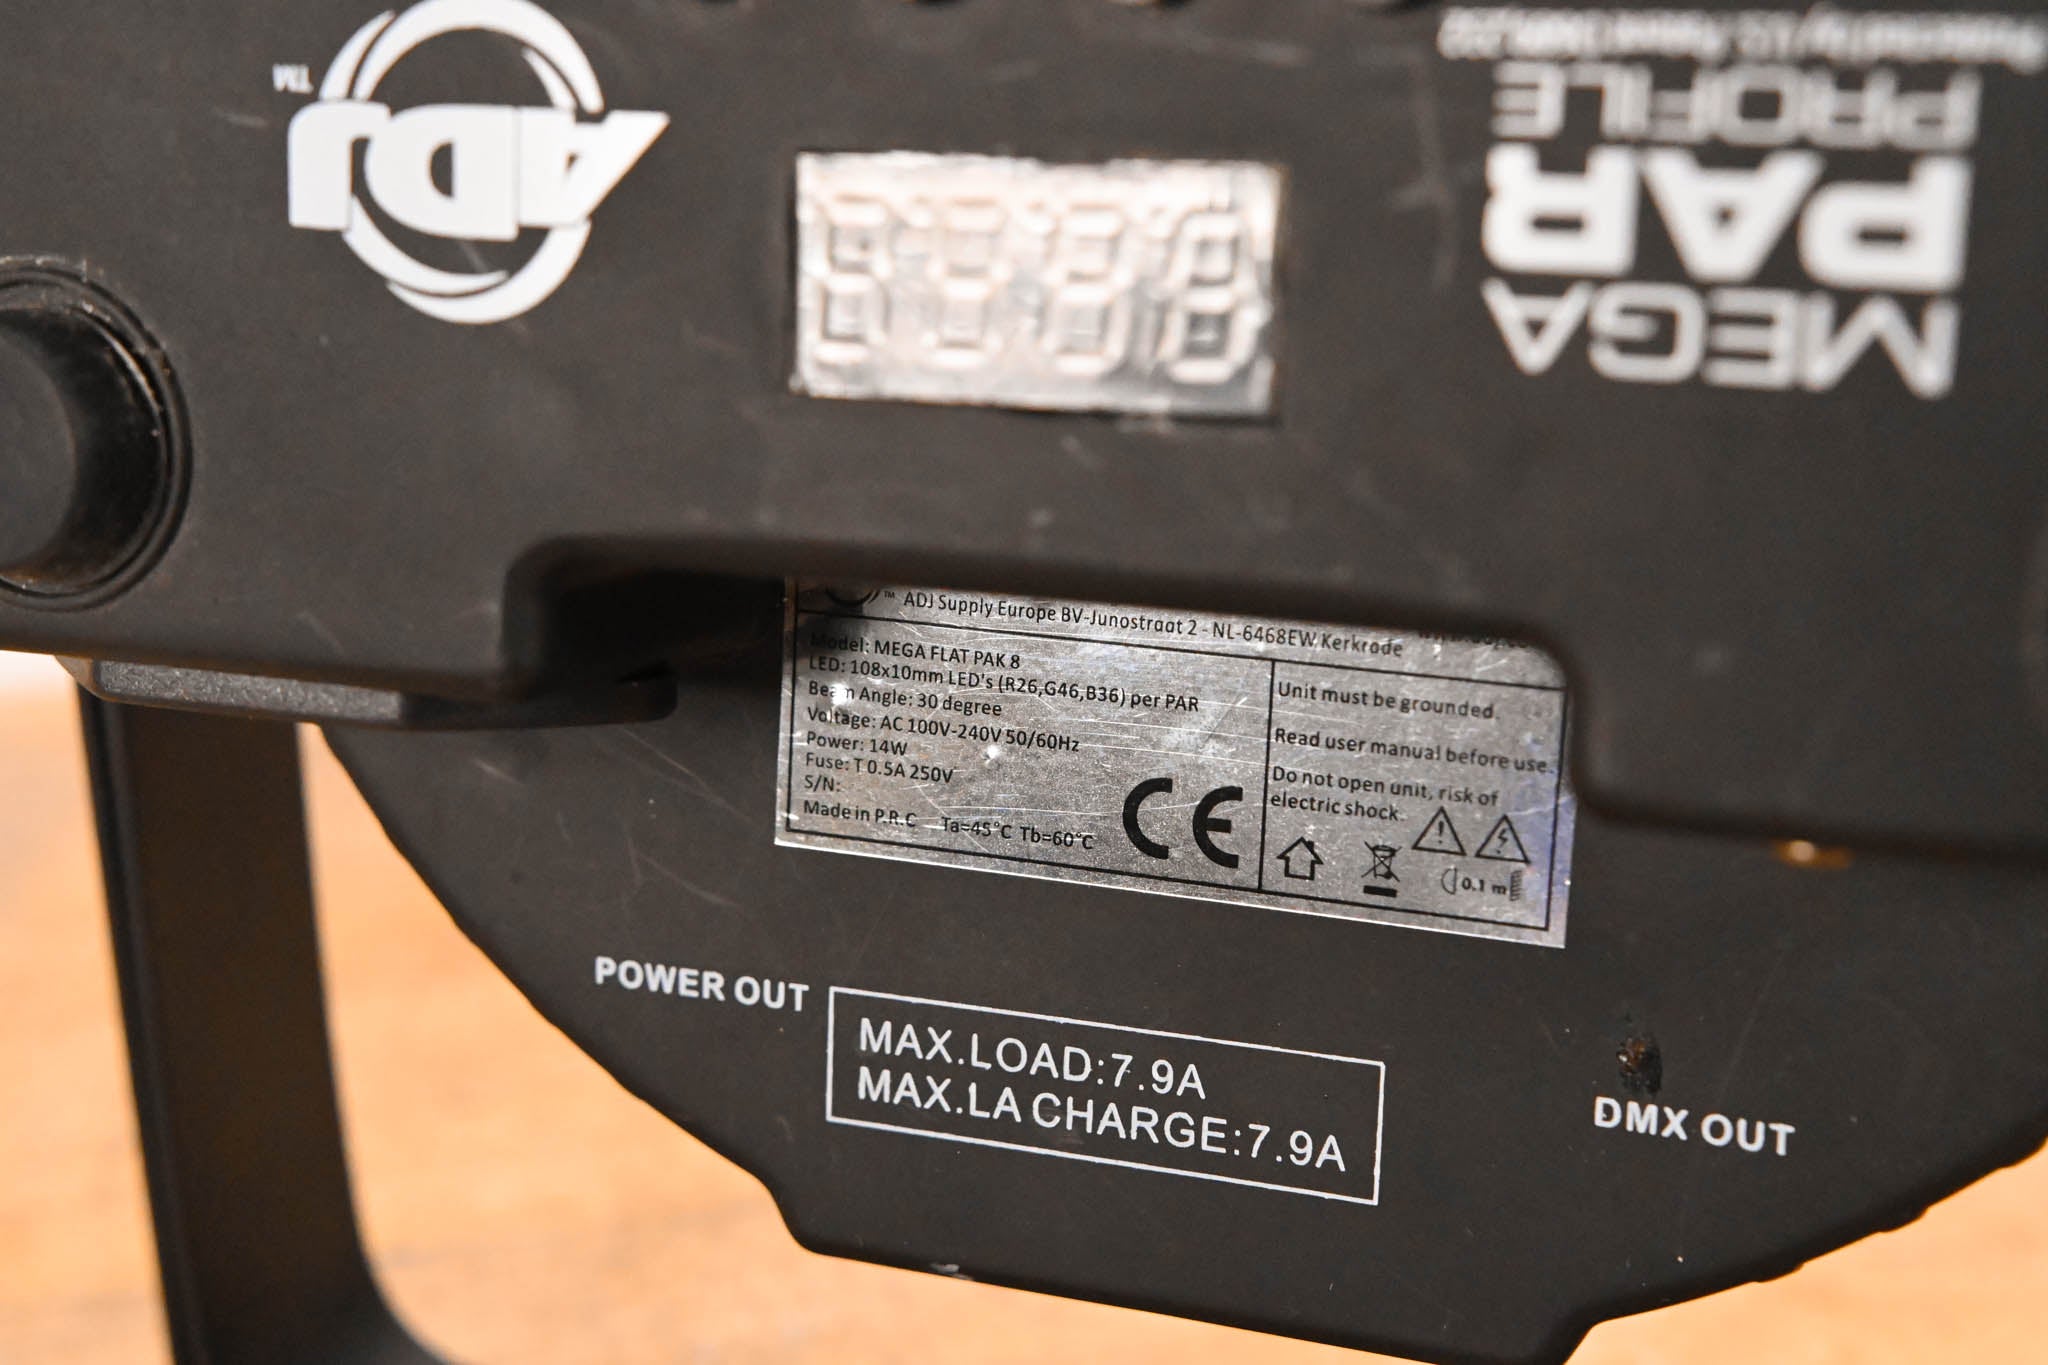 MEGA
PAR
PROFILE
ADJ
TM
™ ADJ Supply Europe BV-Junostraat 2 - NL-6468EW Kerkrade
Model: MEGA FLAT PAK 8
LED: 108x10mm LED's (R26,G46,B36) per PAR
Beam Angle: 30 degree
Voltage: AC 100V-240V 50/60Hz
Power: 14W
Fuse: T 0.5A 250V
S/N:
Made in P.R.C Ta=45°C Tb=60°C
CE
Unit must be grounded.
Read user manual before use.
Do not open unit, risk of
electric shock.
0.1 m
POWER OUT
MAX.LOAD:7.9A
MAX.LA CHARGE:7.9A
DMX OUT